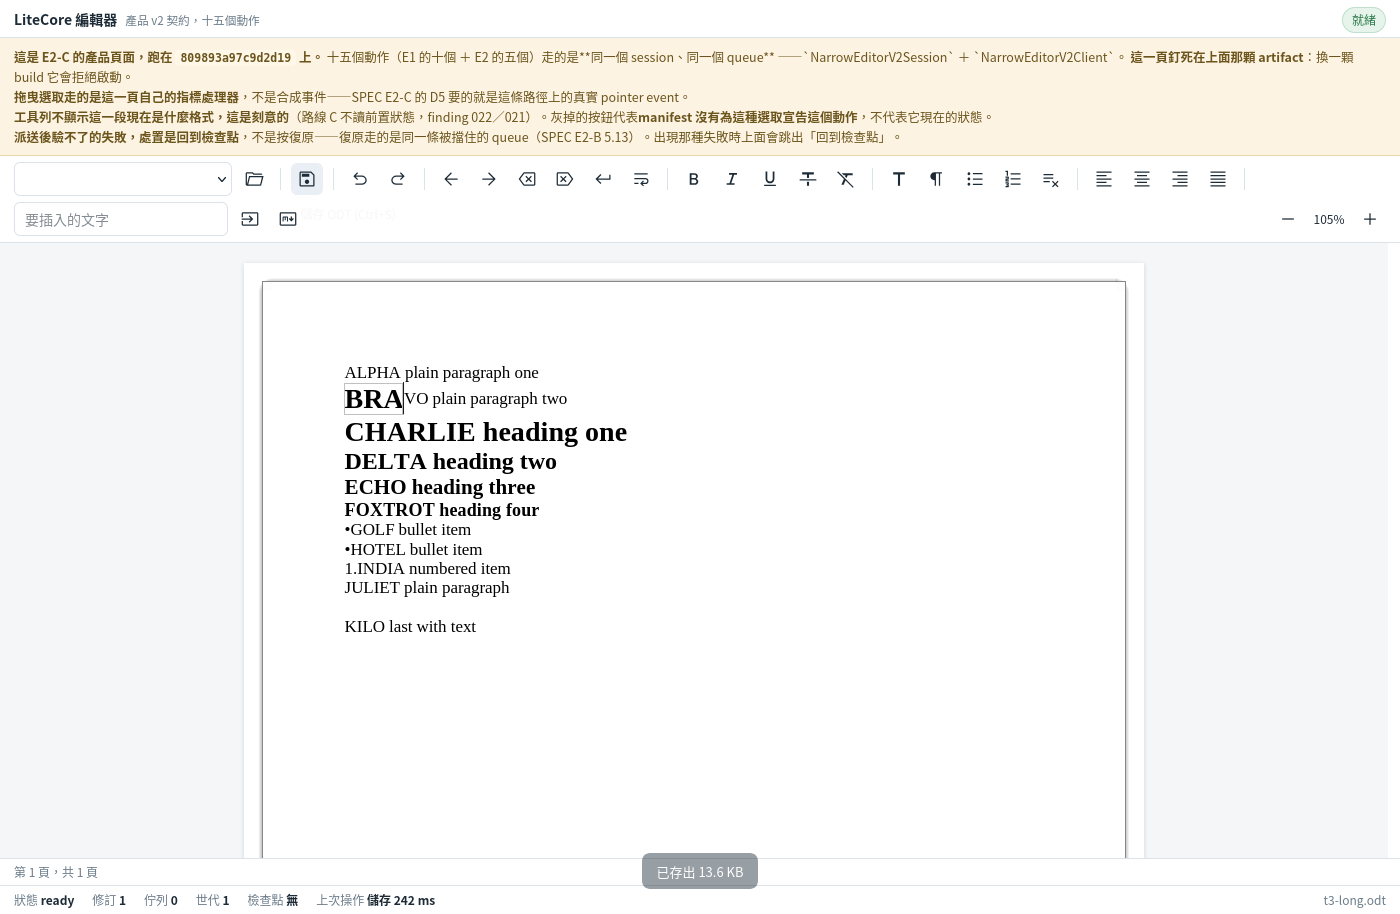 LiteCore 編輯器 產品 v2 契約，十五個動作
就緒
這是 E2-C 的產品頁面，跑在 809893a97c9d2d19 上。 十五個動作（E1 的十個 ＋ E2 的五個）走的是**同一個 session、同一個 queue** ——`NarrowEditorV2Session` ＋ `NarrowEditorV2Client`。 這一頁釘死在上面那顆 artifact：換一顆
build 它會拒絕啟動。
拖曳選取走的是這一頁自己的指標處理器，不是合成事件——SPEC E2-C 的 D5 要的就是這條路徑上的真實 pointer event。
工具列不顯示這一段現在是什麼格式，這是刻意的（路線 C 不讀前置狀態，finding 022／021）。灰掉的按鈕代表manifest 沒有為這種選取宣告這個動作，不代表它現在的狀態。
派送後驗不了的失敗，處置是回到檢查點，不是按復原——復原走的是同一條被擋住的 queue（SPEC E2-B 5.13）。出現那種失敗時上面會跳出「回到檢查點」。
要插入的文字
105%
ALPHA plain paragraph one
BRAVO plain paragraph two
CHARLIE heading one
DELTA heading two
ECHO heading three
FOXTROT heading four
•GOLF bullet item
•HOTEL bullet item
1.INDIA numbered item
JULIET plain paragraph
KILO last with text
第 1 頁，共 1 頁
已存出 13.6 KB
狀態 ready 修訂 1 佇列 0 世代 1 檢查點 無 上次操作 儲存 242 ms
t3-long.odt